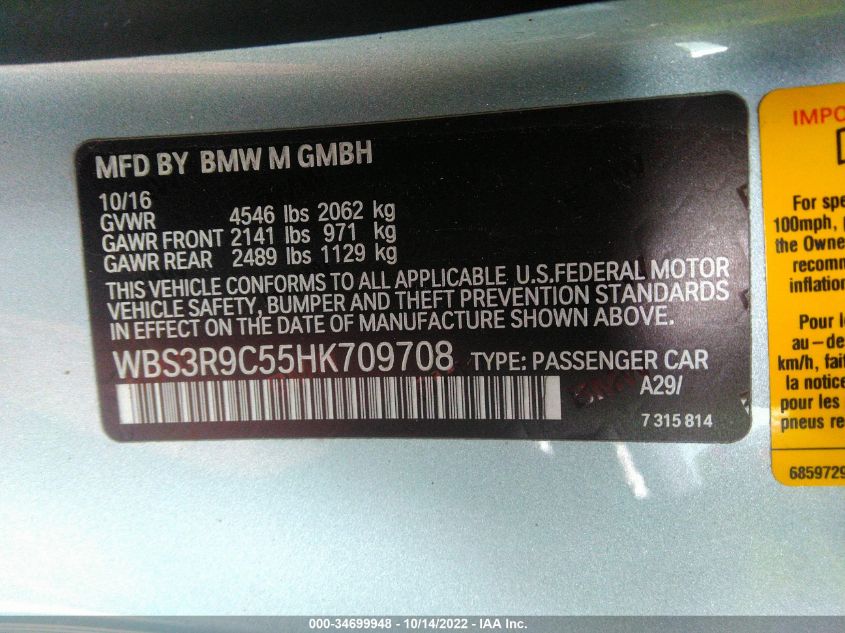 MFD BY BMW M GMBH
10/16
GVWR 4546 lbs 2062 kg
GAWR FRONT 2141 lbs 971 kg
GAWR REAR 2489 lbs 1129 kg
THIS VEHICLE CONFORMS TO ALL APPLICABLE U.S.FEDERAL MOTOR
VEHICLE SAFETY, BUMPER AND THEFT PREVENTION STANDARDS
IN EFFECT ON THE DATE OF MANUFACTURE SHOWN ABOVE.
WBS3R9C55HK709708 TYPE: PASSENGER CAR
A29/
7 315 814
IMPO
For spe
100mph,
the Owne
recomm
inflation
Pour le
au – de
km/h, fait
la notice
pour les
pneus re
6859729
000-34699948 - 10/14/2022 - IAA Inc.